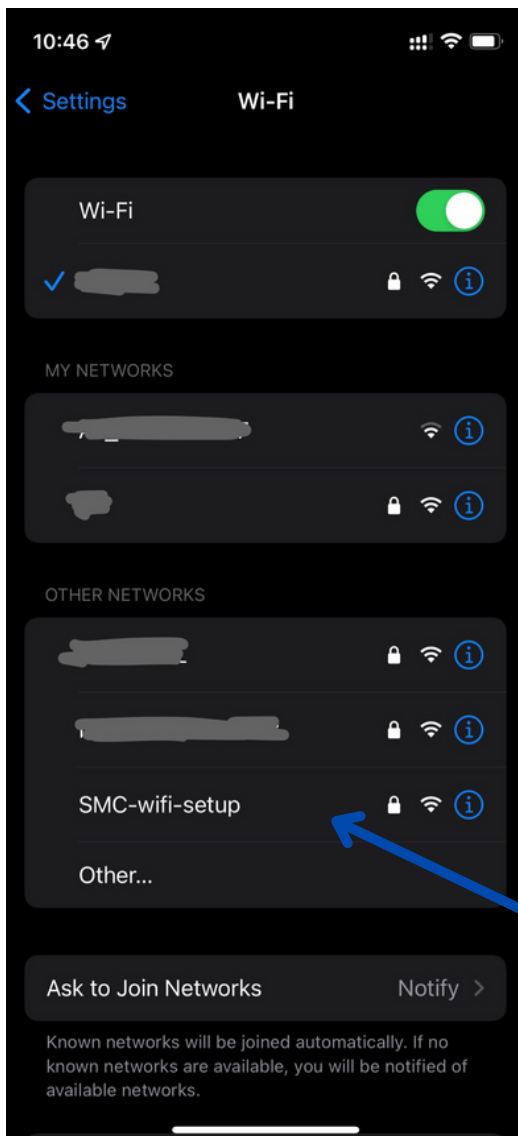 10:46
Settings
Wi-Fi
Wi-Fi
MY NETWORKS
OTHER NETWORKS
SMC-wifi-setup
Other...
Ask to Join Networks
Notify
Known networks will be joined automatically. If no
known networks are available, you will be notified of
available networks.